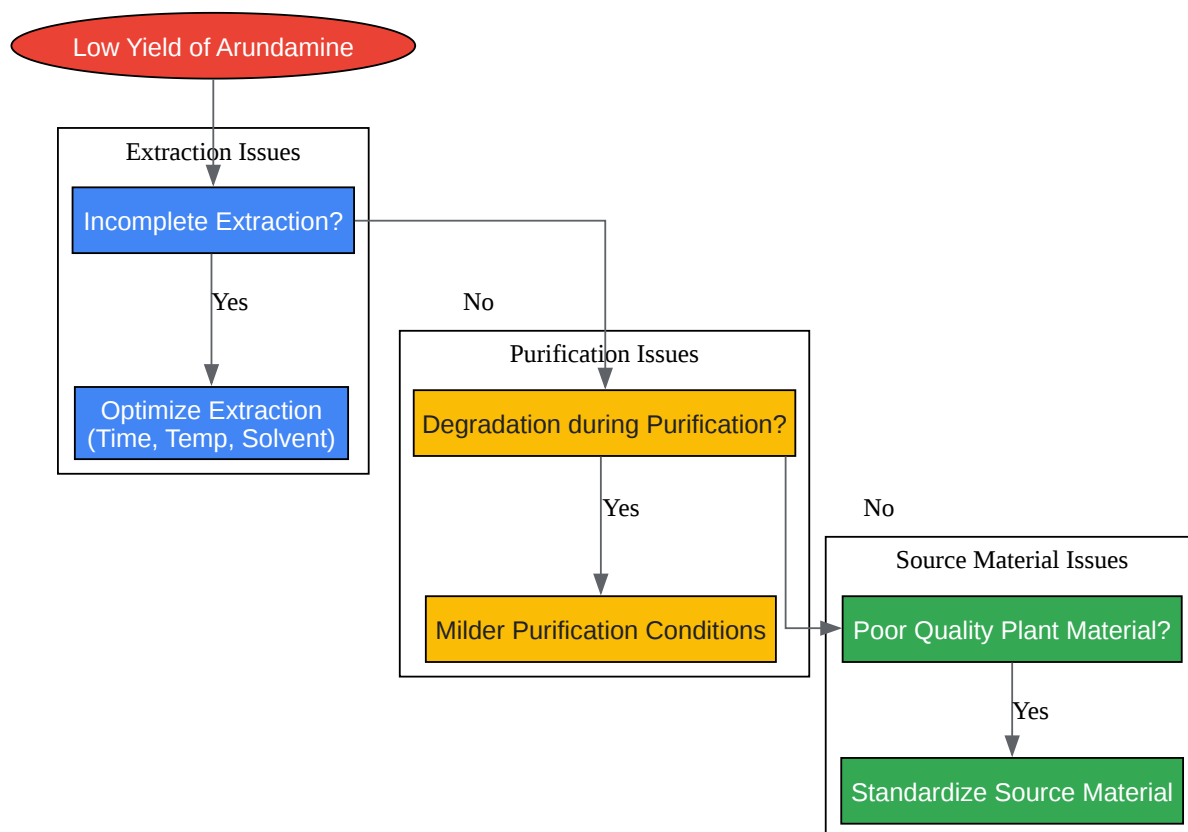 Low Yield of Arundamine
Extraction Issues
Incomplete Extraction?
Yes
No
Optimize Extraction
(Time, Temp, Solvent)
Purification Issues
Degradation during Purification?
Yes
No
Milder Purification Conditions
Source Material Issues
Poor Quality Plant Material?
Yes
Standardize Source Material